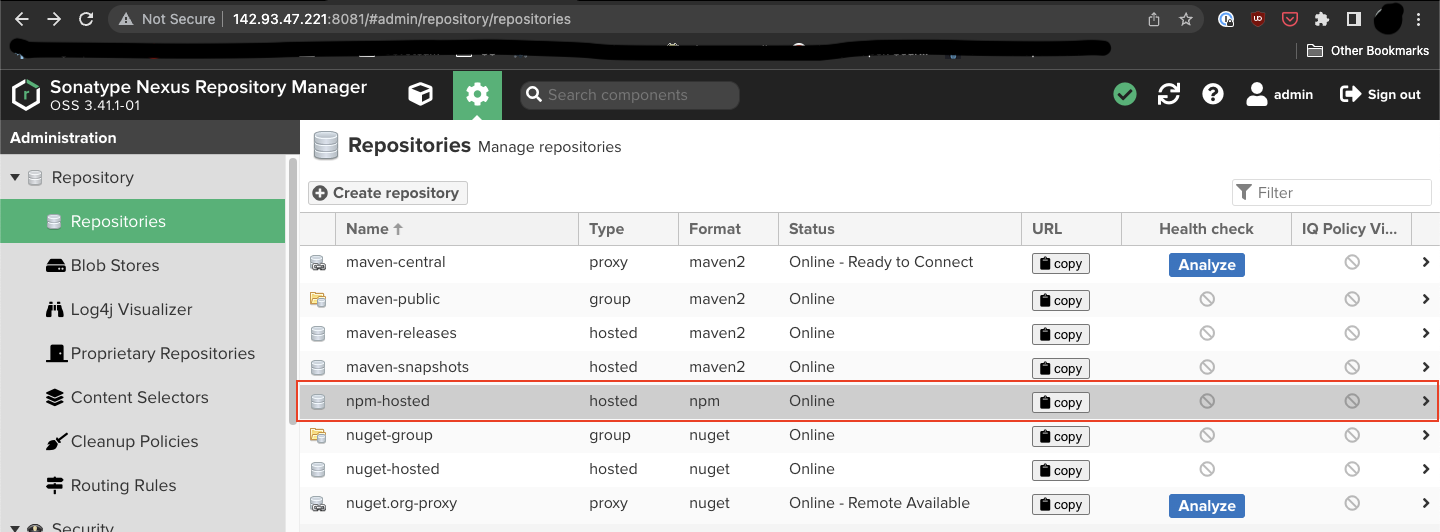 Not Secure | 142.93.47.221:8081/#admin/repository/repositories
Other Bookmarks
Sonatype Nexus Repository Manager
OSS 3.41.1-01
Search components
admin
Sign out
Administration
Repository
Repositories
Blob Stores
Log4j Visualizer
Proprietary Repositories
Content Selectors
Cleanup Policies
Routing Rules
Security
Repositories Manage repositories
Create repository
Filter
Name Type Format Status URL Health check IQ Policy Vi...
maven-central proxy maven2 Online - Ready to Connect copy Analyze
maven-public group maven2 Online copy
maven-releases hosted maven2 Online copy
maven-snapshots hosted maven2 Online copy
npm-hosted hosted npm Online copy
nuget-group group nuget Online copy
nuget-hosted hosted nuget Online copy
nuget.org-proxy proxy nuget Online - Remote Available copy Analyze